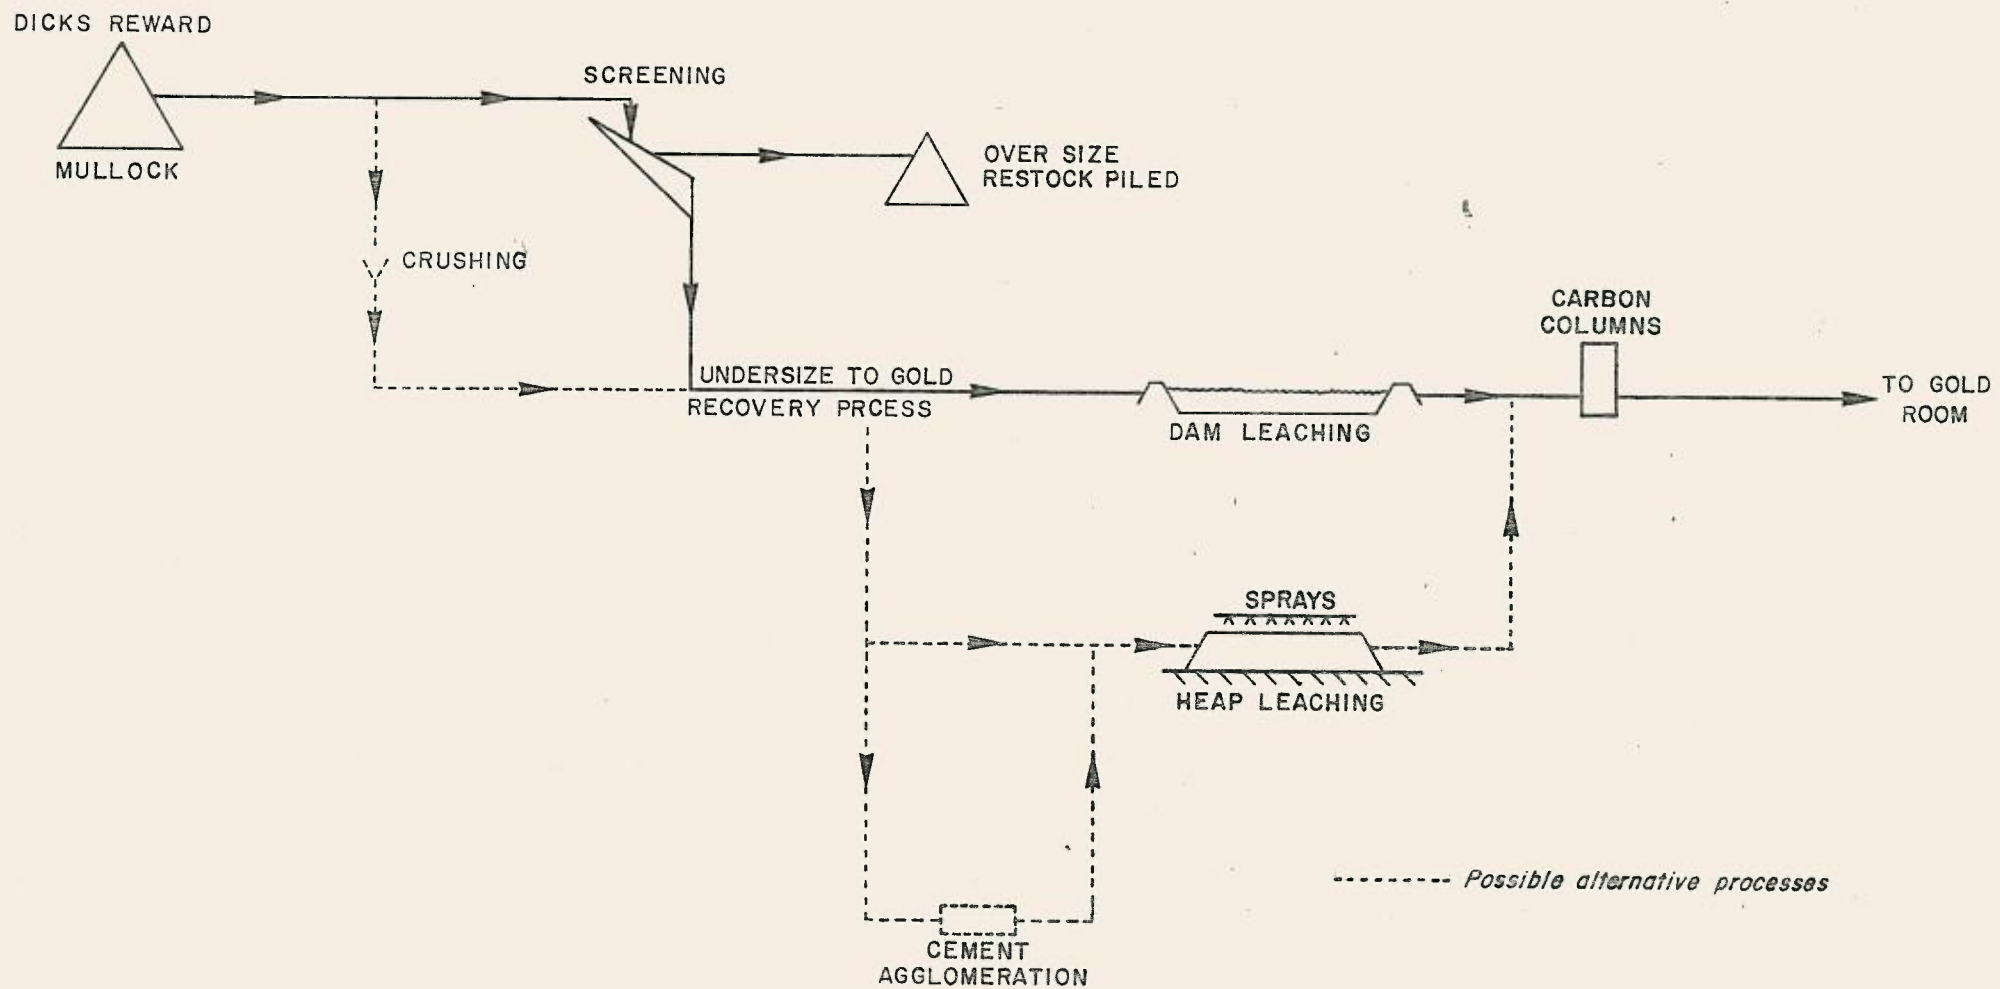 DICKS REWARD
MULLOCK
SCREENING
OVER SIZE
RESTOCK PILED
CRUSHING
UNDERSIZE TO GOLD
RECOVERY PRCESS
DAM LEACHING
CARBON
COLUMNS
TO GOLD
ROOM
SPRAYS
HEAP LEACHING
CEMENT
AGGLOMERATION
Possible alternative processes